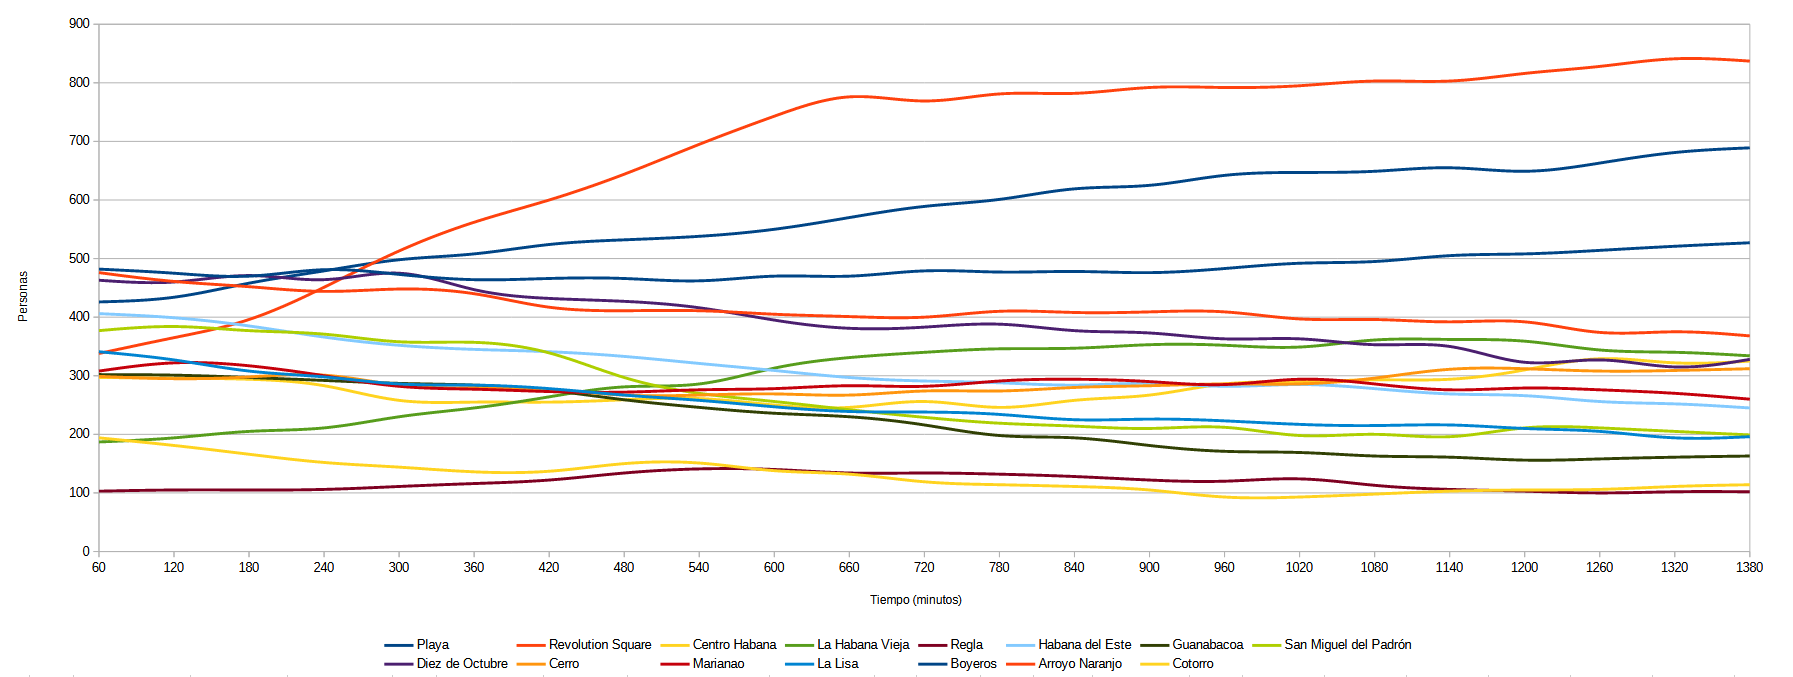 900
800
700
600
500
400
300
200
100
0
Personas
60 120 180 240 300 360 420 480 540 600 660 720 780 840 900 960 1020 1080 1140 1200 1260 1320 1380
Tiempo (minutos)
Playa Revolution Square Centro Habana La Habana Vieja Regla Habana del Este Guanabacoa San Miguel del Padrón
Diez de Octubre Cerro Marianao La Lisa Boyeros Arroyo Naranjo Cotorro